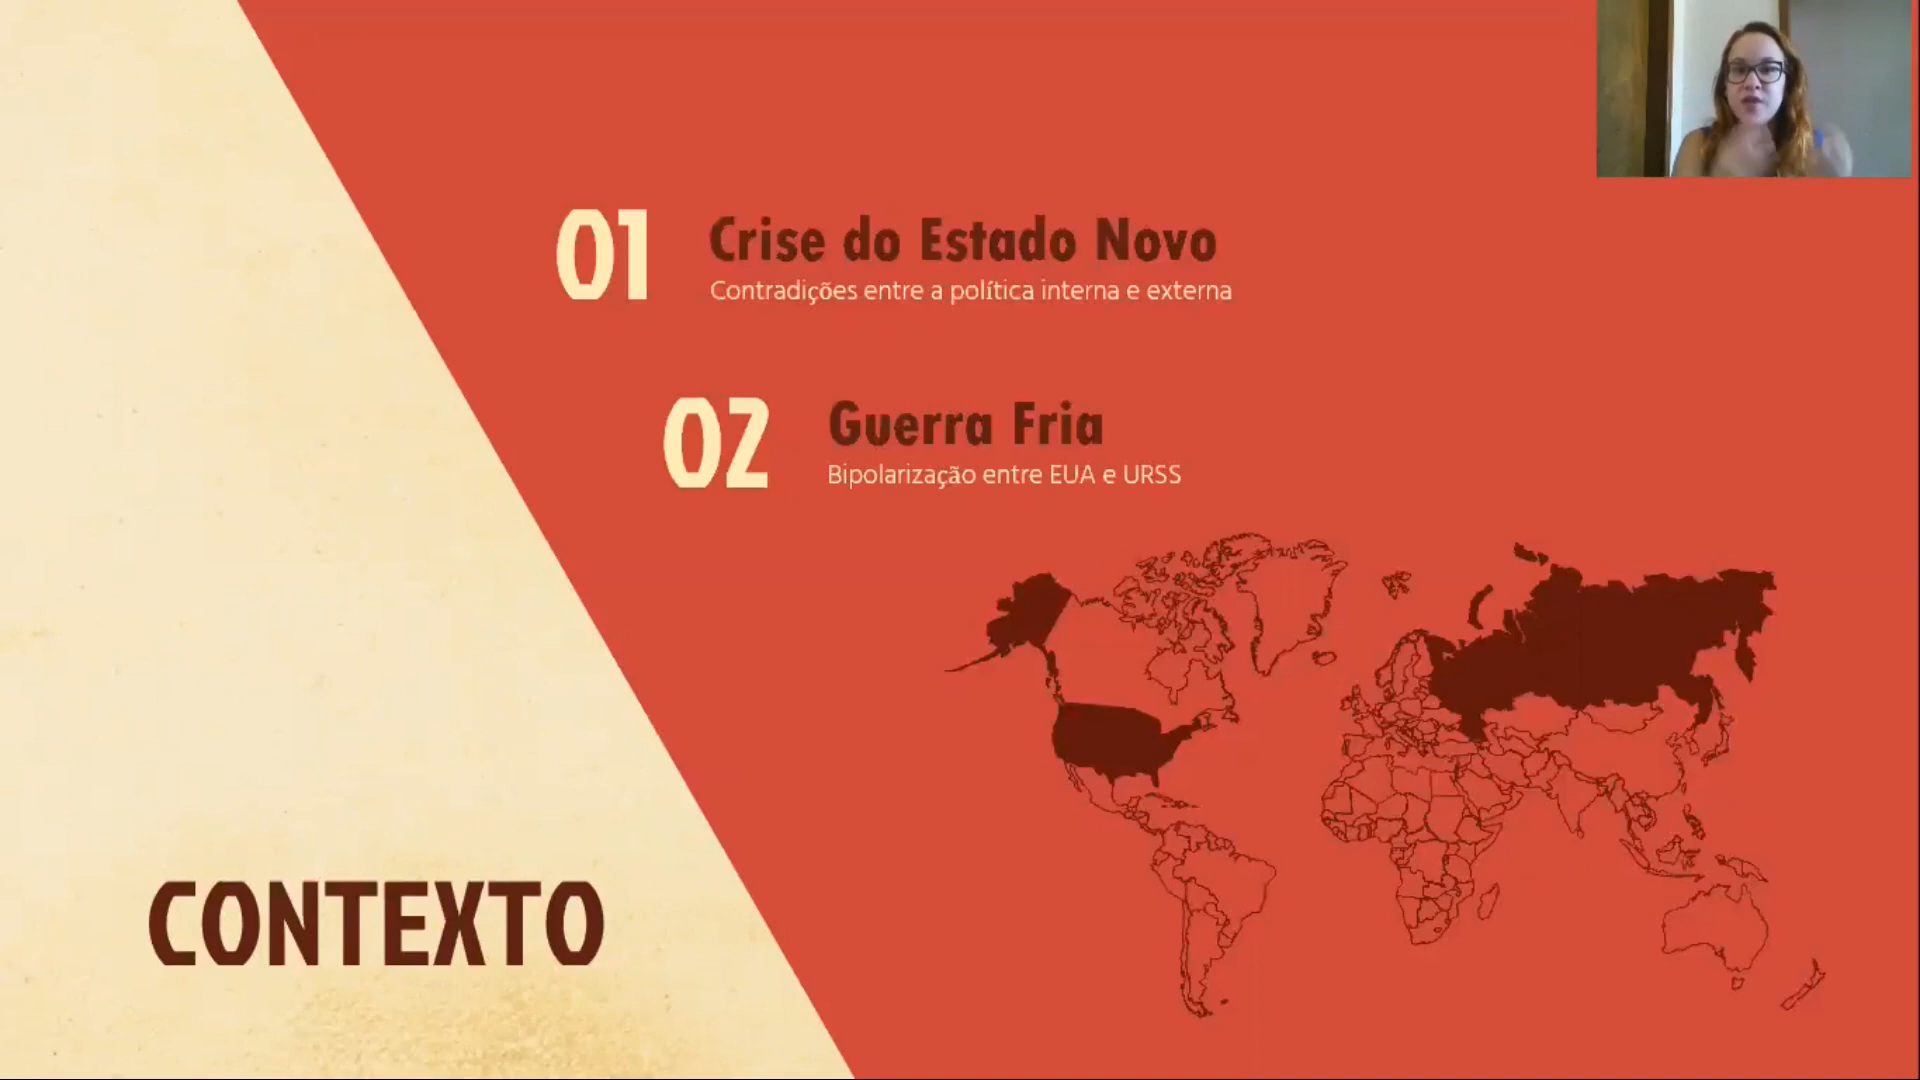 01
Crise do Estado Novo
Contradições entre a política interna e externa
02
Guerra Fria
Bipolarização entre EUA e URSS
CONTEXTO